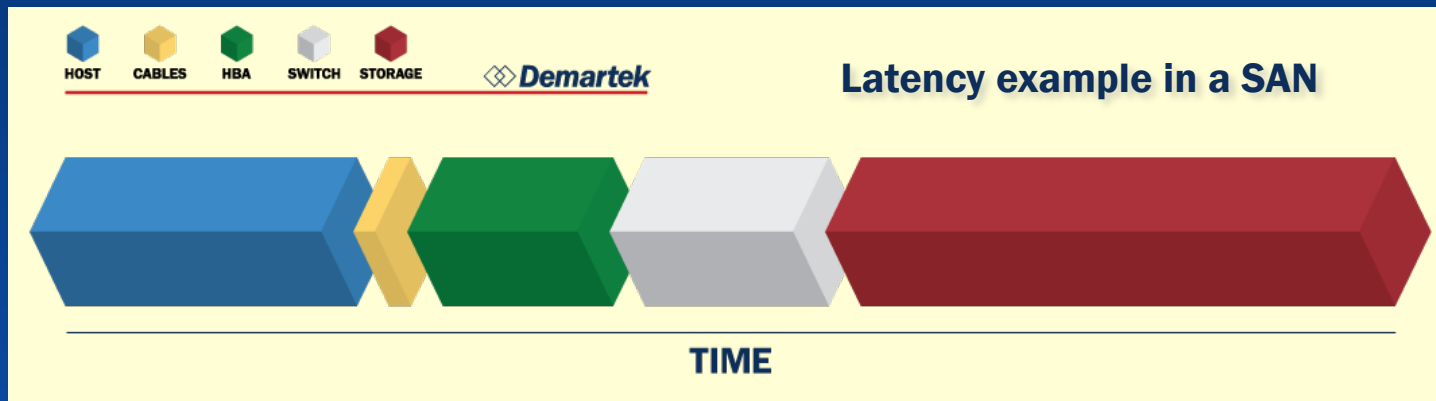 HOST CABLES HBA SWITCH STORAGE
Demartek
Latency example in a SAN
TIME